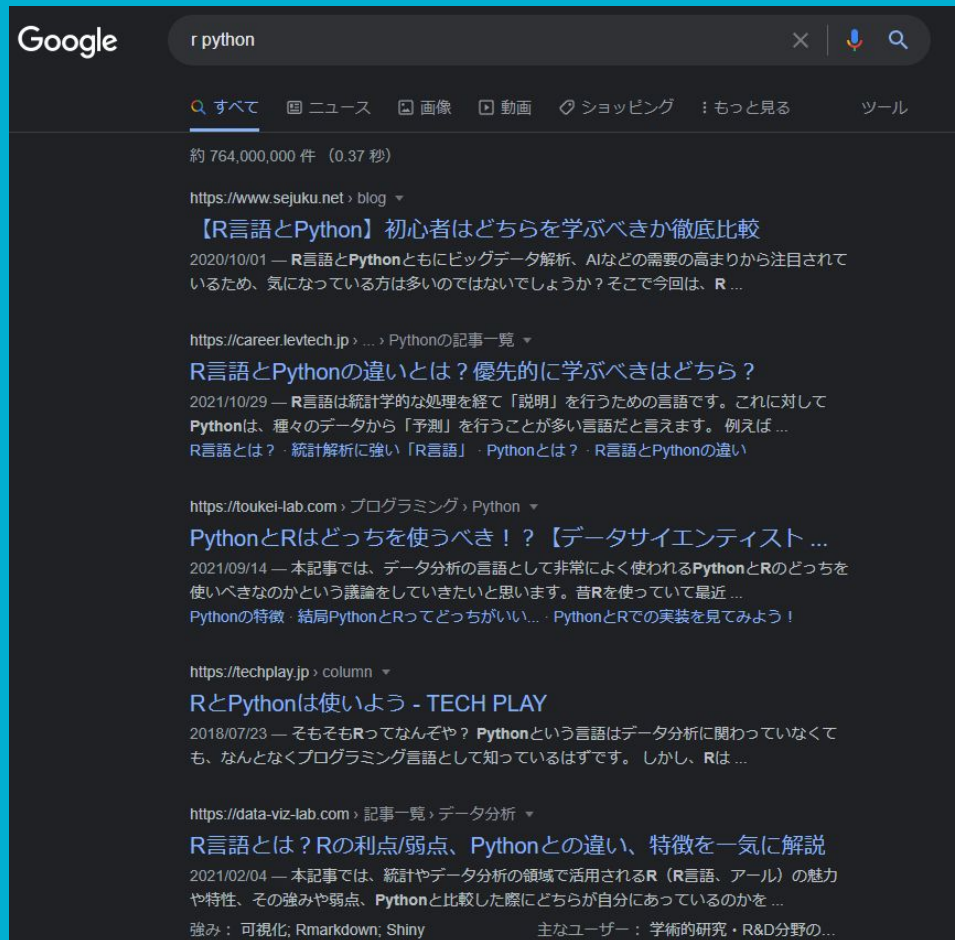 Google
r python
すべて ニュース 画像 動画 ショッピング もっと見る ツール
約 764,000,000 件 （0.37 秒）
https://www.sejuku.net › blog
【R言語とPython】初心者はどちらを学ぶべきか徹底比較
2020/10/01 — R言語とPythonともにビッグデータ解析、AIなどの需要の高まりから注目されて
いるため、気になっている方は多いのではないでしょうか？そこで今回は、R ...
https://career.levtech.jp › ... › Pythonの記事一覧
R言語とPythonの違いとは？優先的に学ぶべきはどちら？
2021/10/29 — R言語は統計学的な処理を経て「説明」を行うための言語です。これに対して
Pythonは、種々のデータから「予測」を行うことが多い言語だと言えます。 例えば ...
R言語とは？ · 統計解析に強い「R言語」 · Pythonとは？ · R言語とPythonの違い
https://toukei-lab.com › プログラミング › Python
PythonとRはどっちを使うべき！？【データサイエンティスト ...
2021/09/14 — 本記事では、データ分析の言語として非常によく使われるPythonとRのどっちを
使いべきなのかという議論をしていきたいと思います。昔Rを使っていて最近 ...
Pythonの特徴 · 結局PythonとRってどっちがいい... · PythonとRでの実装を見てみよう！
https://techplay.jp › column
RとPythonは使いよう - TECH PLAY
2018/07/23 — そもそもRってなんぞや？ Pythonという言語はデータ分析に関わっていなくて
も、なんとなくプログラミング言語として知っているはずです。 しかし、Rは ...
https://data-viz-lab.com › 記事一覧 › データ分析
R言語とは？Rの利点/弱点、Pythonとの違い、特徴を一気に解説
2021/02/04 — 本記事では、統計やデータ分析の領域で活用されるR（R言語、アール）の魅力
や特性、その強みや弱点、Pythonと比較した際にどちらが自分にあっているのかを ...
強み： 可視化; Rmarkdown; Shiny 主なユーザー： 学術的研究・R&D分野の...